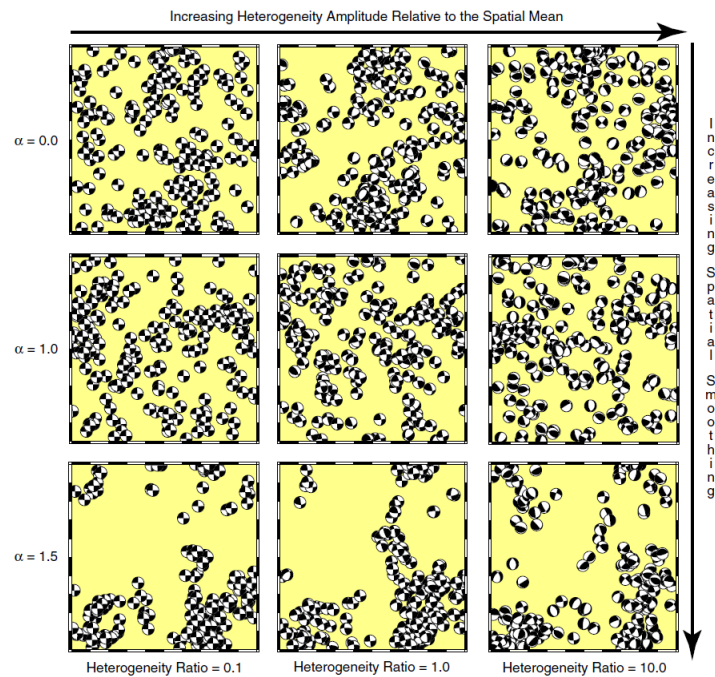 Increasing Heterogeneity Amplitude Relative to the Spatial Mean
α = 0.0
α = 1.0
α = 1.5
Increasing Spatial Smoothing
Heterogeneity Ratio = 0.1
Heterogeneity Ratio = 1.0
Heterogeneity Ratio = 10.0